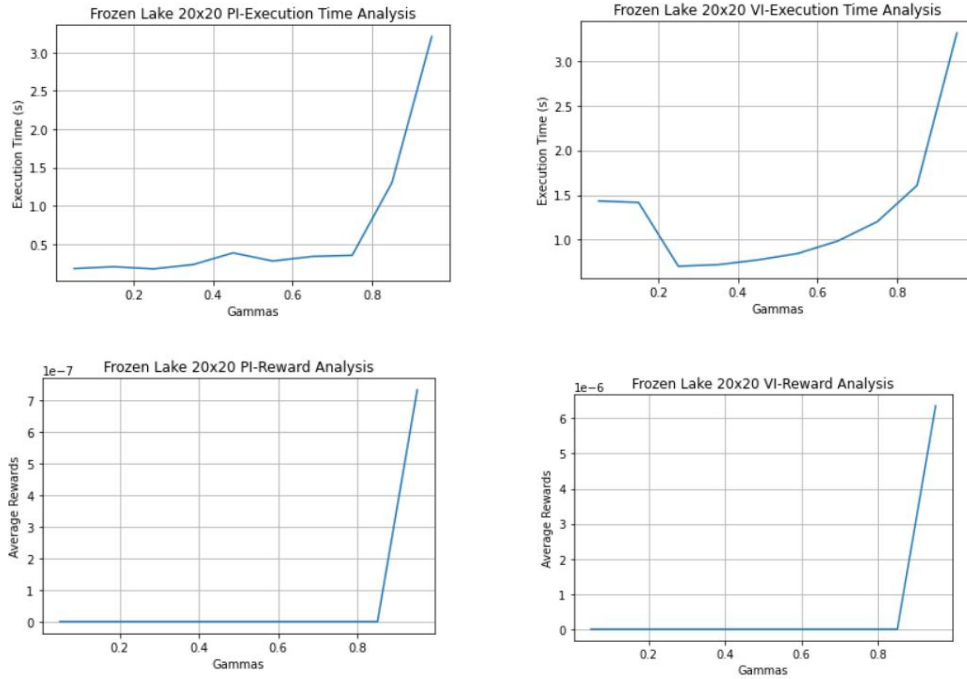 Frozen Lake 20x20 PI-Execution Time Analysis
Execution Time (s)
3.0
2.5
2.0
1.5
1.0
0.5
0.2 0.4 0.6 0.8
Gammas
Frozen Lake 20x20 VI-Execution Time Analysis
Execution Time (s)
3.0
2.5
2.0
1.5
1.0
0.2 0.4 0.6 0.8
Gammas
Frozen Lake 20x20 PI-Reward Analysis
1e-7
Average Rewards
7
6
5
4
3
2
1
0
0.2 0.4 0.6 0.8
Gammas
Frozen Lake 20x20 VI-Reward Analysis
1e-6
Average Rewards
6
5
4
3
2
1
0
0.2 0.4 0.6 0.8
Gammas